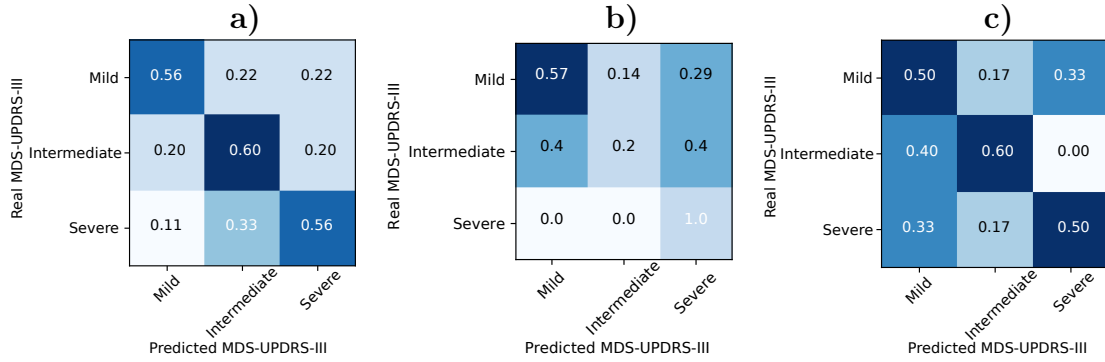 a)
Real MDS-UPDRS-III
Mild 0.56 0.22 0.22
Intermediate 0.20 0.60 0.20
Severe 0.11 0.33 0.56
Mild Intermediate Severe
Predicted MDS-UPDRS-III
b)
Real MDS-UPDRS-III
Mild 0.57 0.14 0.29
Intermediate 0.4 0.2 0.4
Severe 0.0 0.0 1.0
Mild Intermediate Severe
Predicted MDS-UPDRS-III
c)
Real MDS-UPDRS-III
Mild 0.50 0.17 0.33
Intermediate 0.40 0.60 0.00
Severe 0.33 0.17 0.50
Mild Intermediate Severe
Predicted MDS-UPDRS-III